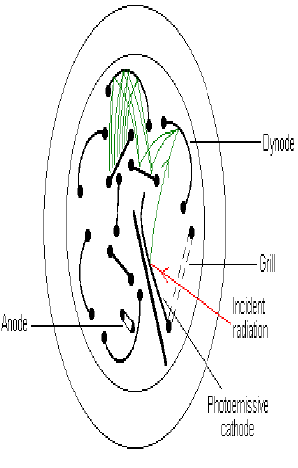 Dynode
Grill
Incident
radiation
Anode
Photoemissive
cathode